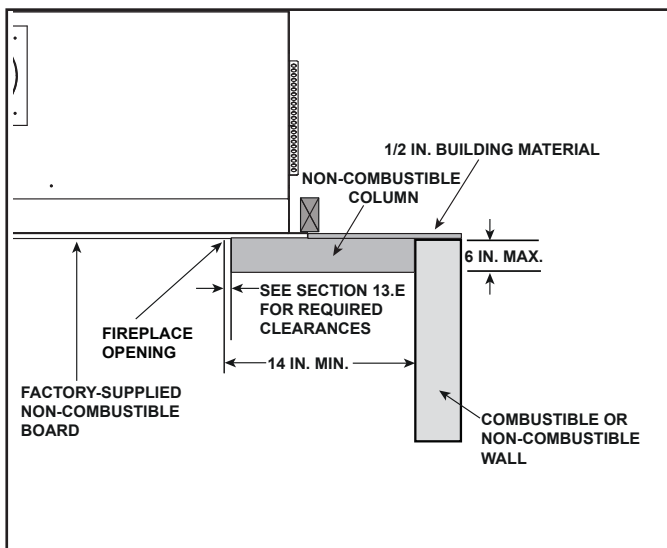 1/2 IN. BUILDING MATERIAL
NON-COMBUSTIBLE
COLUMN
6 IN. MAX.
SEE SECTION 13.E
FOR REQUIRED
CLEARANCES
FIREPLACE
OPENING
14 IN. MIN.
FACTORY-SUPPLIED
NON-COMBUSTIBLE
BOARD
COMBUSTIBLE OR
NON-COMBUSTIBLE
WALL